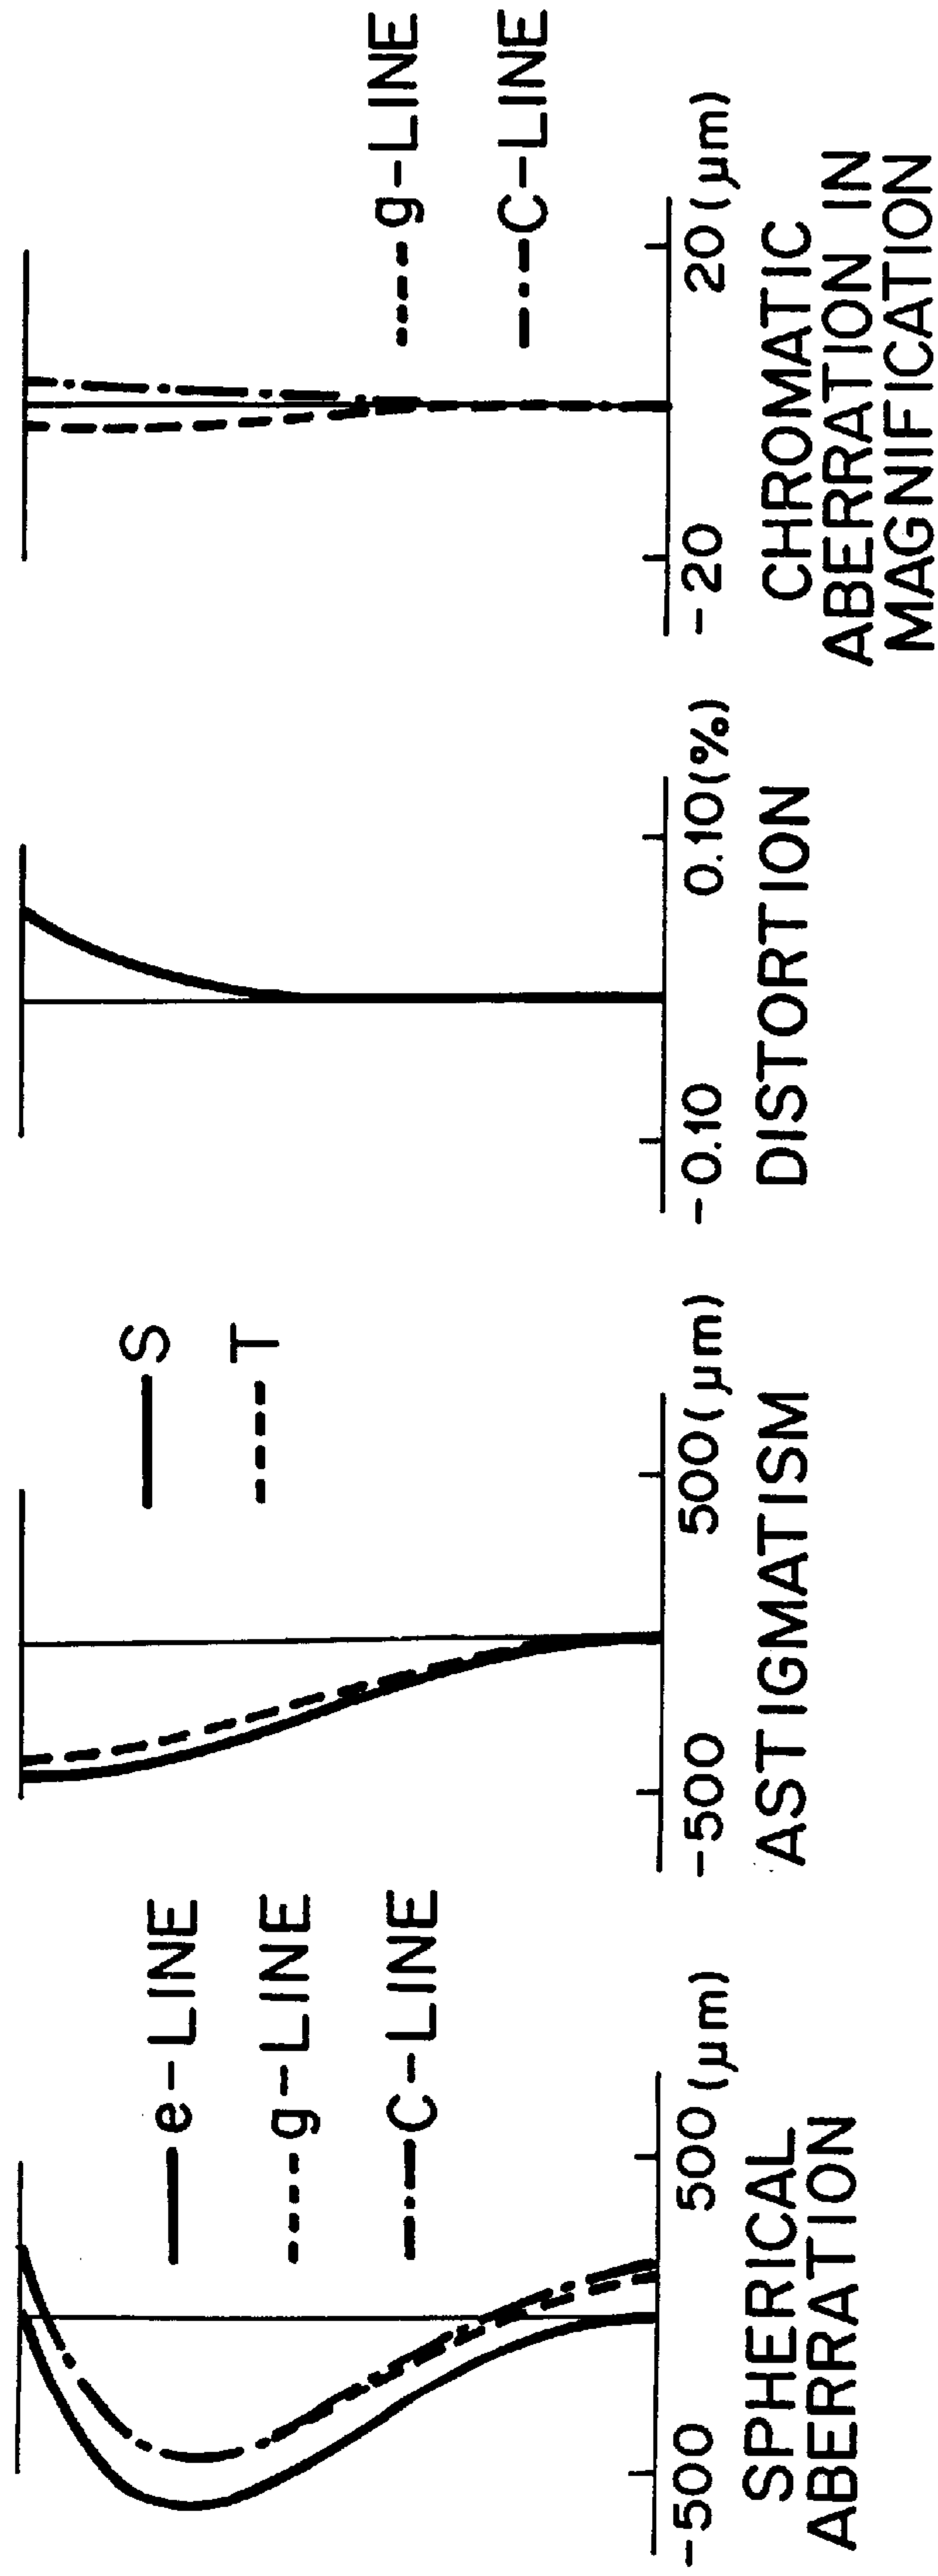 e-LINE
g-LINE
C-LINE
-500
500 (μm)
SPHERICAL
ABERRATION
S
T
-500
500 (μm)
ASTIGMATISM
-0.10
0.10 (%)
DISTORTION
g-LINE
C-LINE
-20
20 (μm)
CHROMATIC
ABERRATION IN
MAGNIFICATION